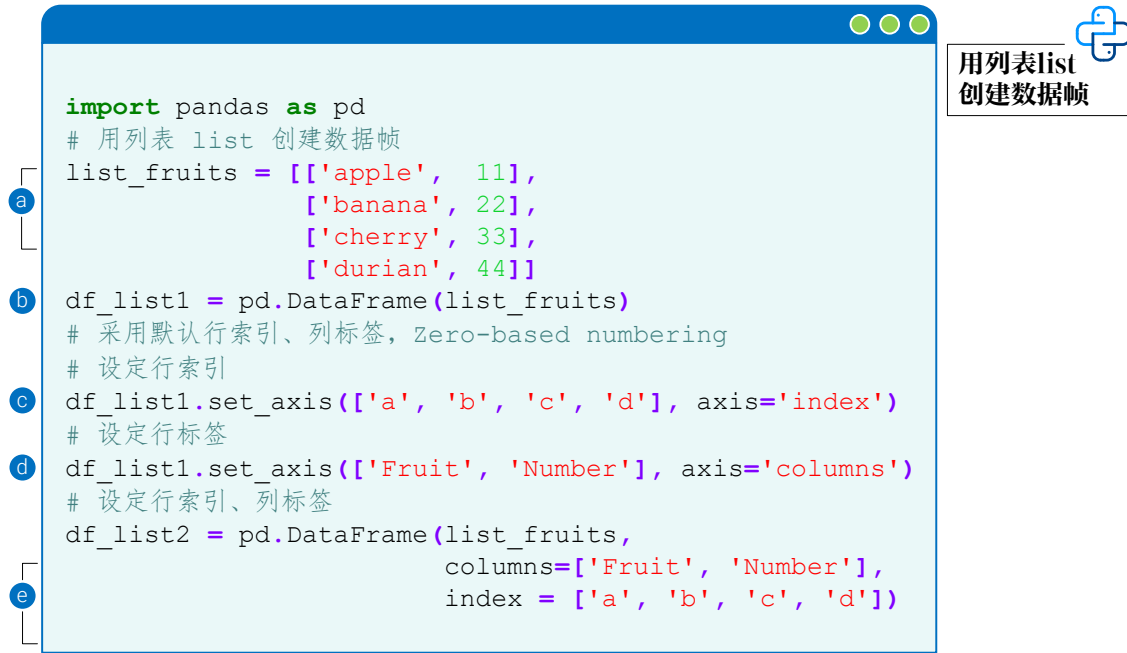 用列表list
创建数据帧
import pandas as pd
# 用列表 list 创建数据帧
list_fruits = [['apple',  11],
               ['banana', 22],
               ['cherry', 33],
               ['durian', 44]]
df_list1 = pd.DataFrame(list_fruits)
# 采用默认行索引、列标签，Zero-based numbering
# 设定行索引
df_list1.set_axis(['a', 'b', 'c', 'd'], axis='index')
# 设定行标签
df_list1.set_axis(['Fruit', 'Number'], axis='columns')
# 设定行索引、列标签
df_list2 = pd.DataFrame(list_fruits,
                        columns=['Fruit', 'Number'],
                        index = ['a', 'b', 'c', 'd'])
a
b
c
d
e